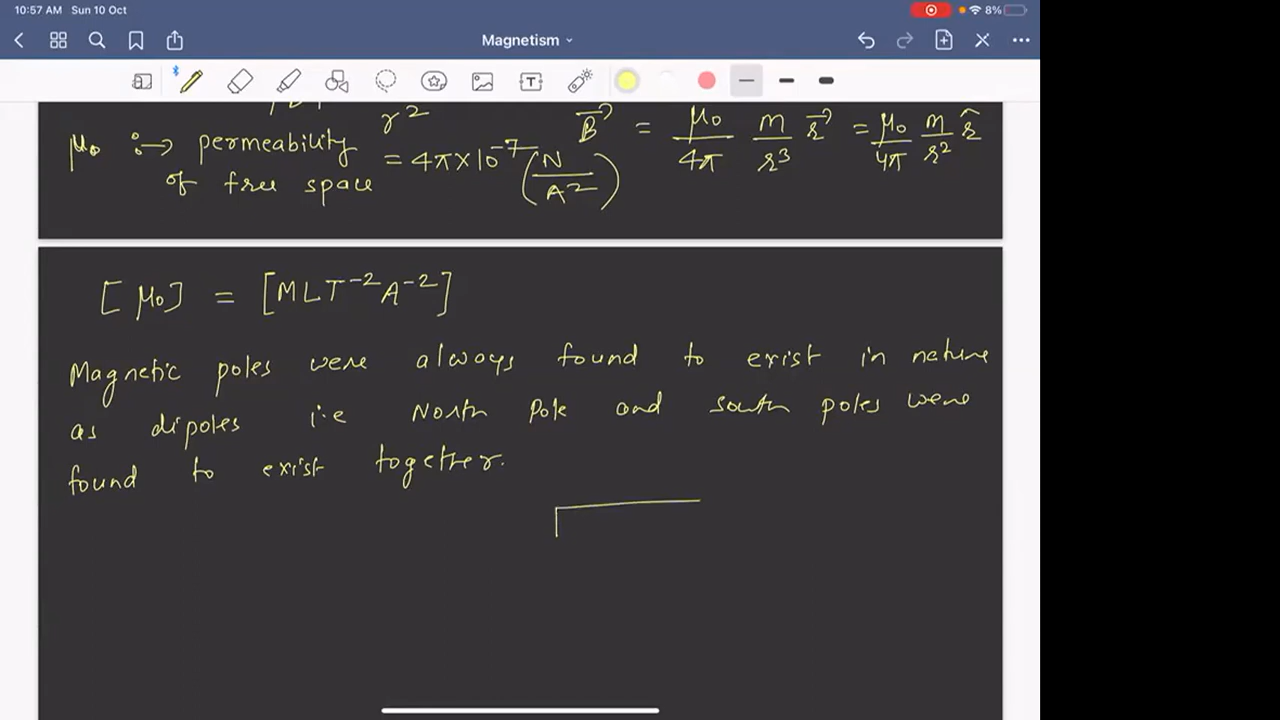 10:57 AM Sun 10 Oct
8%
Magnetism
r²
μ₀ :→ permeability = 4π×10⁻⁷ (N/A²)
of free space
B⃗ = μ₀/4π m/r³ r⃗ = μ₀/4π m/r² r̂
[μ₀] = [MLT⁻²A⁻²]
Magnetic poles were always found to exist in nature
as dipoles i.e North Pole and south poles were
found to exist together.